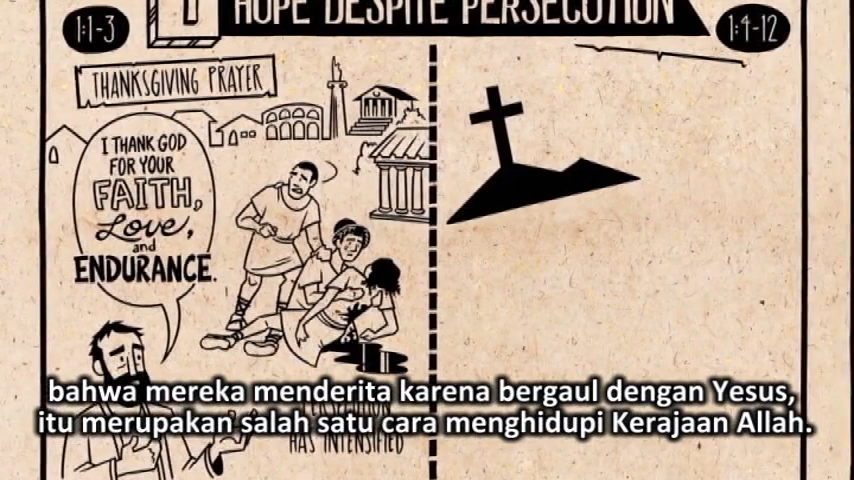 1:1-3
1
HOPE DESPITE PERSECUTION
1:4-12
THANKSGIVING PRAYER
I THANK GOD
FOR YOUR
FAITH,
Love,
and
ENDURANCE.
bahwa mereka menderita karena bergaul dengan Yesus,
itu merupakan salah satu cara menghidupi Kerajaan Allah.
HAS INTENSIFIED